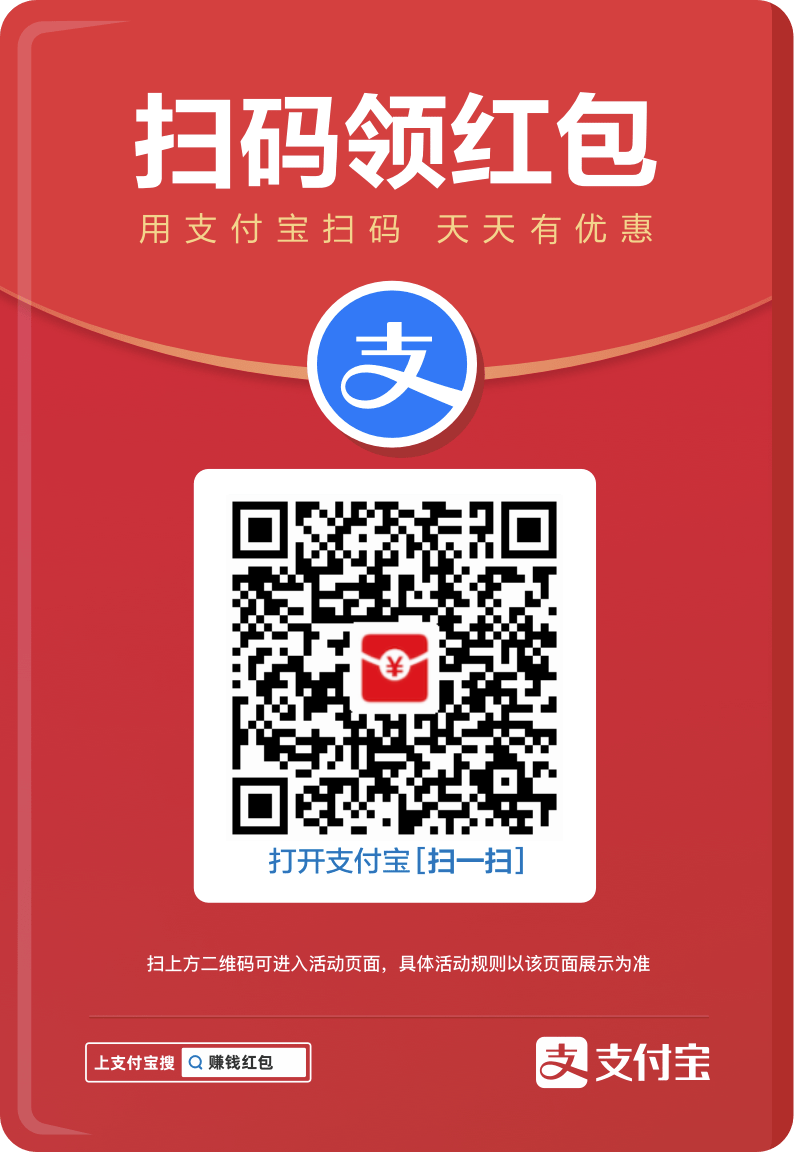 扫码领红包
用支付宝扫码 天天有优惠
支
¥
打开支付宝[扫一扫]
扫上方二维码可进入活动页面，具体活动规则以该页面展示为准
上支付宝搜 赚钱红包
支 支付宝